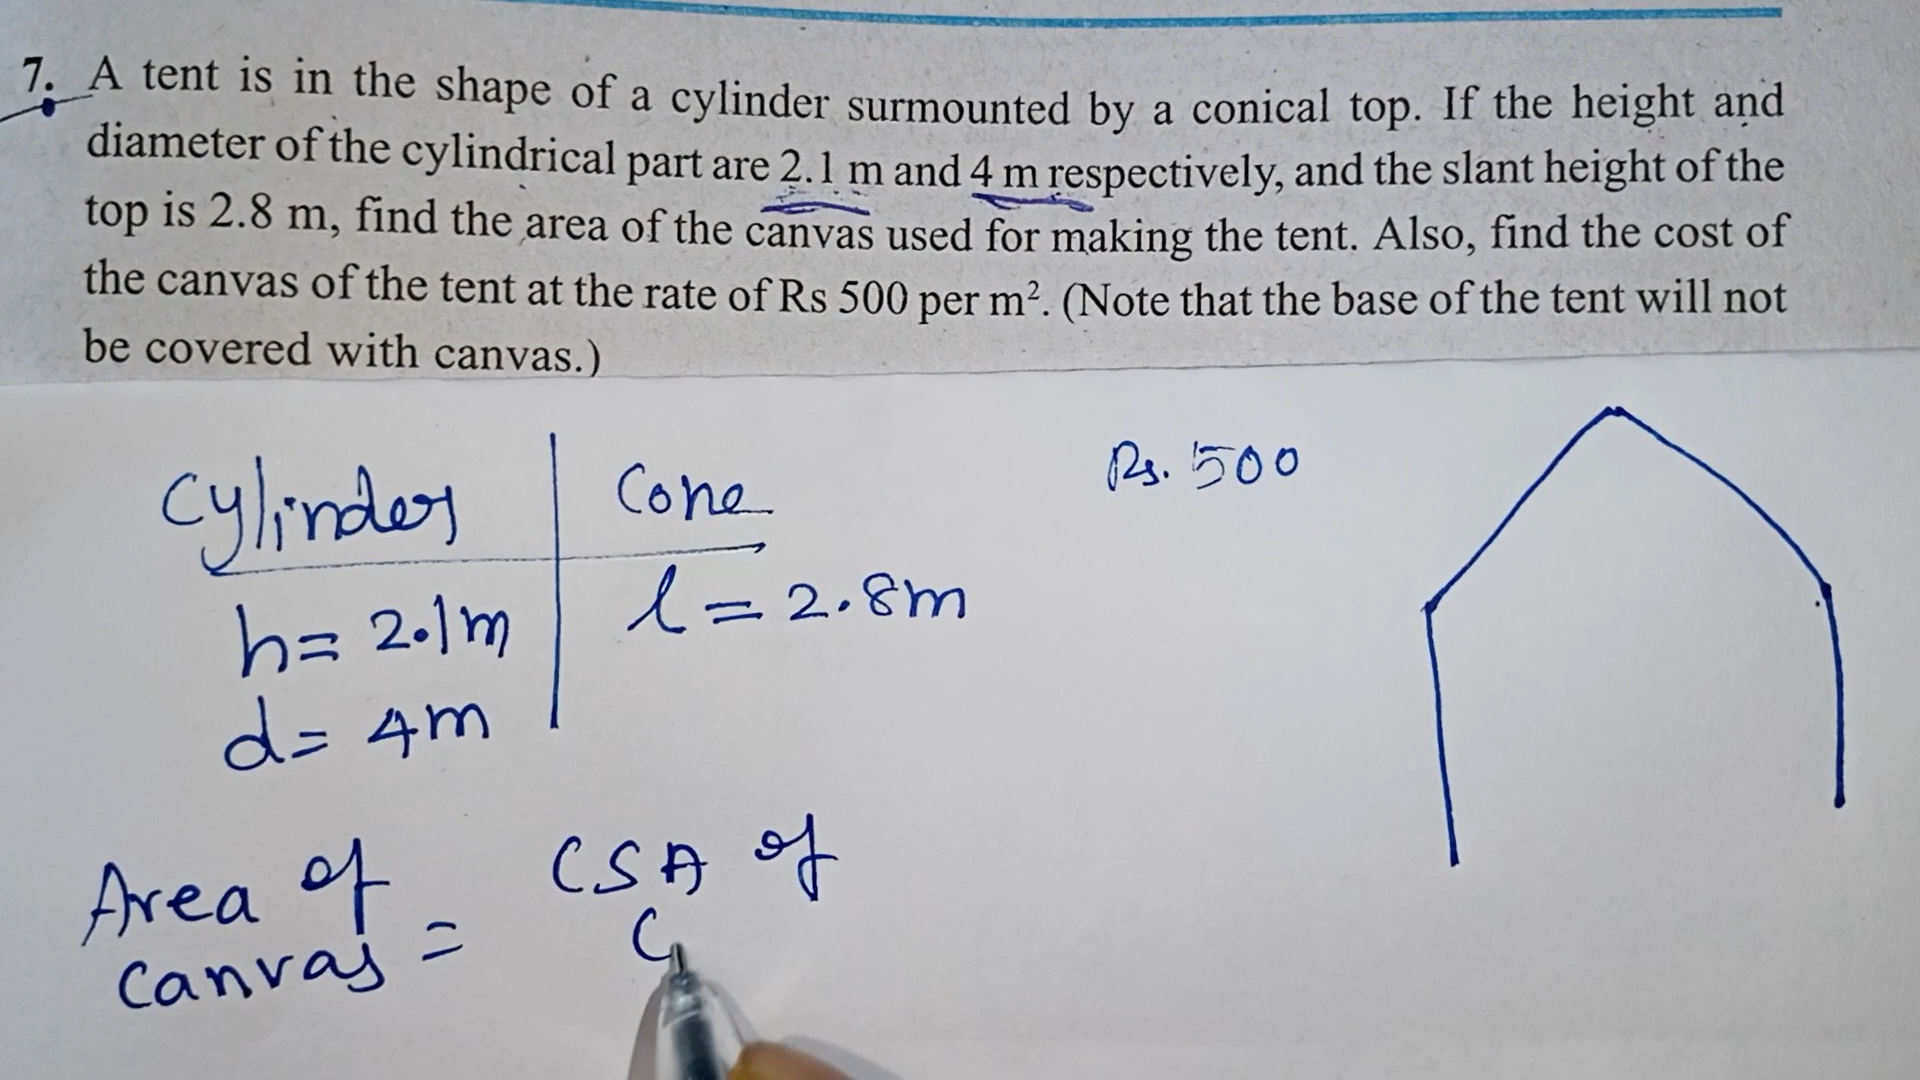 7. A tent is in the shape of a cylinder surmounted by a conical top. If the height and
diameter of the cylindrical part are 2.1 m and 4 m respectively, and the slant height of the
top is 2.8 m, find the area of the canvas used for making the tent. Also, find the cost of
the canvas of the tent at the rate of Rs 500 per m². (Note that the base of the tent will not
be covered with canvas.)
Cylinder
Cone
Rs. 500
h = 2.1m
l = 2.8m
d = 4m
Area of
canvas =
CSA of
C